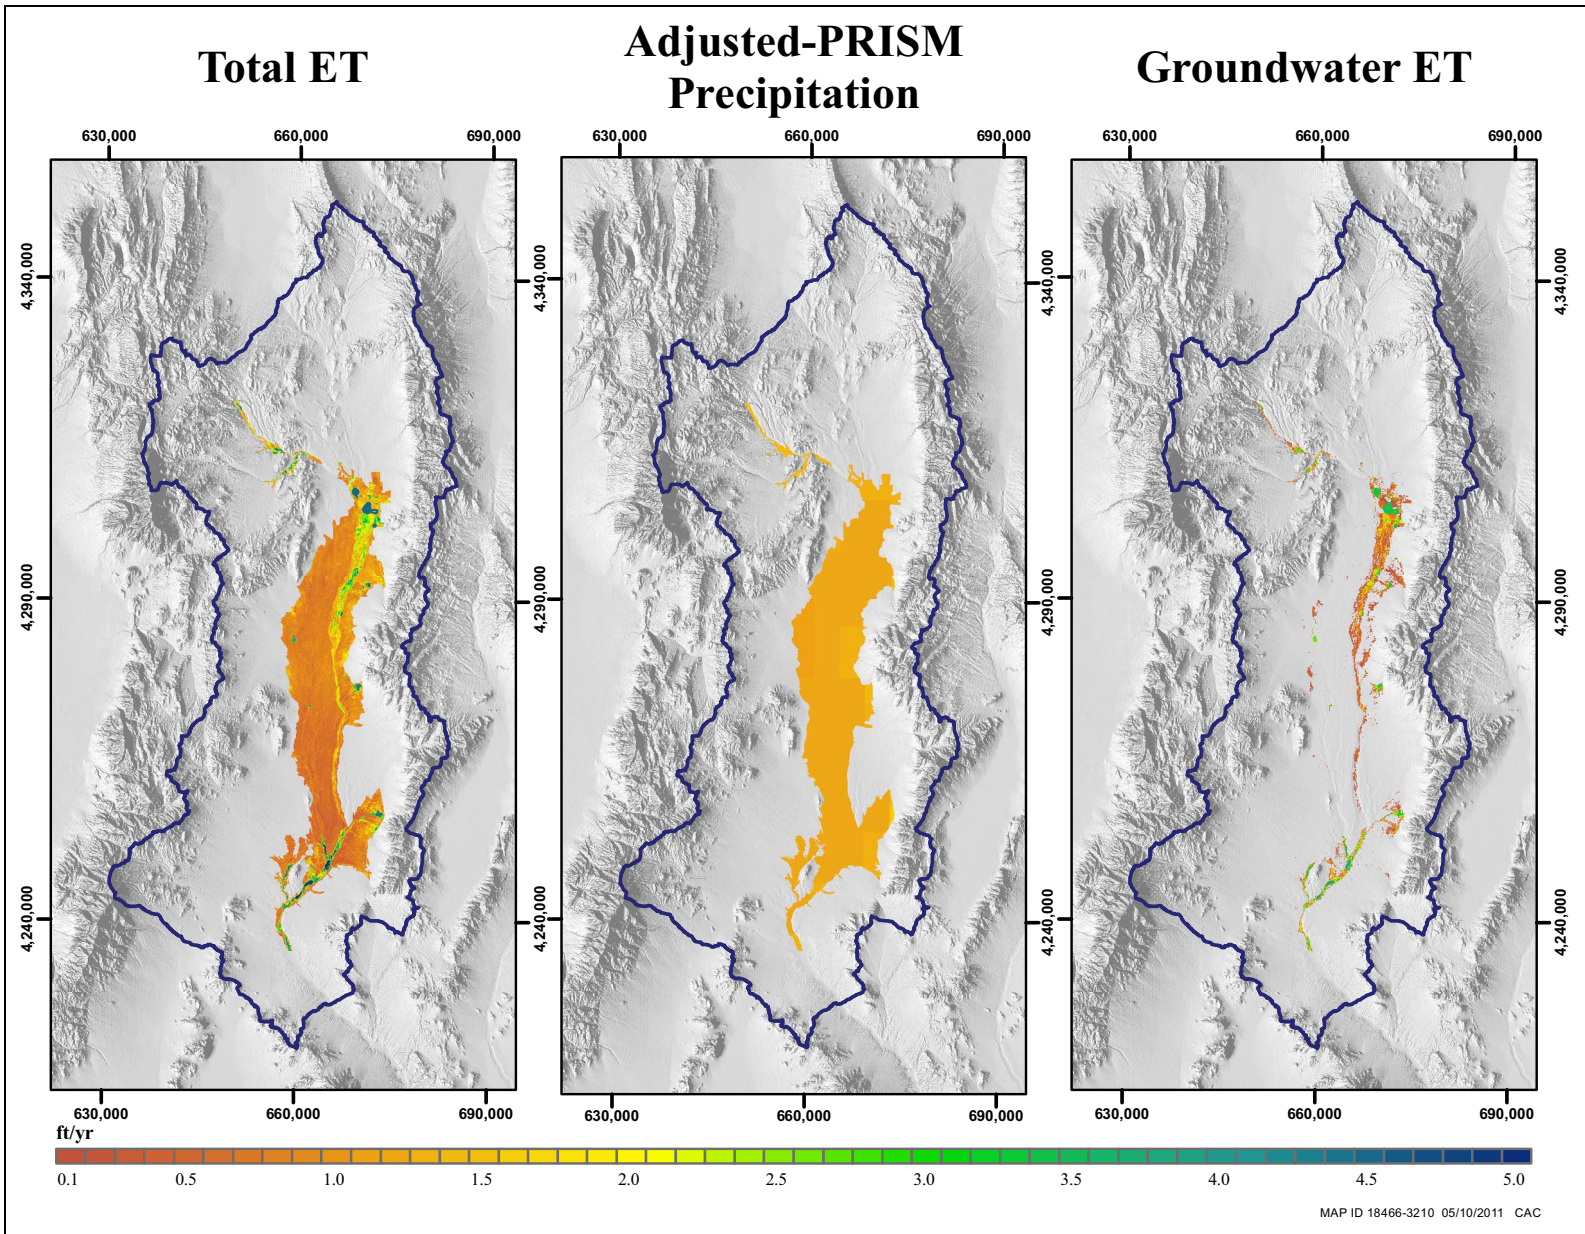 Total ET
Adjusted-PRISM
Precipitation
Groundwater ET
630,000 660,000 690,000
630,000 660,000 690,000
630,000 660,000 690,000
4,340,000 4,340,000 4,340,000 4,340,000
4,290,000 4,290,000 4,290,000 4,290,000
4,240,000 4,240,000 4,240,000 4,240,000
630,000 660,000 690,000
630,000 660,000 690,000
630,000 660,000 690,000
ft/yr
0.1 0.5 1.0 1.5 2.0 2.5 3.0 3.5 4.0 4.5 5.0
MAP ID 18466-3210 05/10/2011 CAC